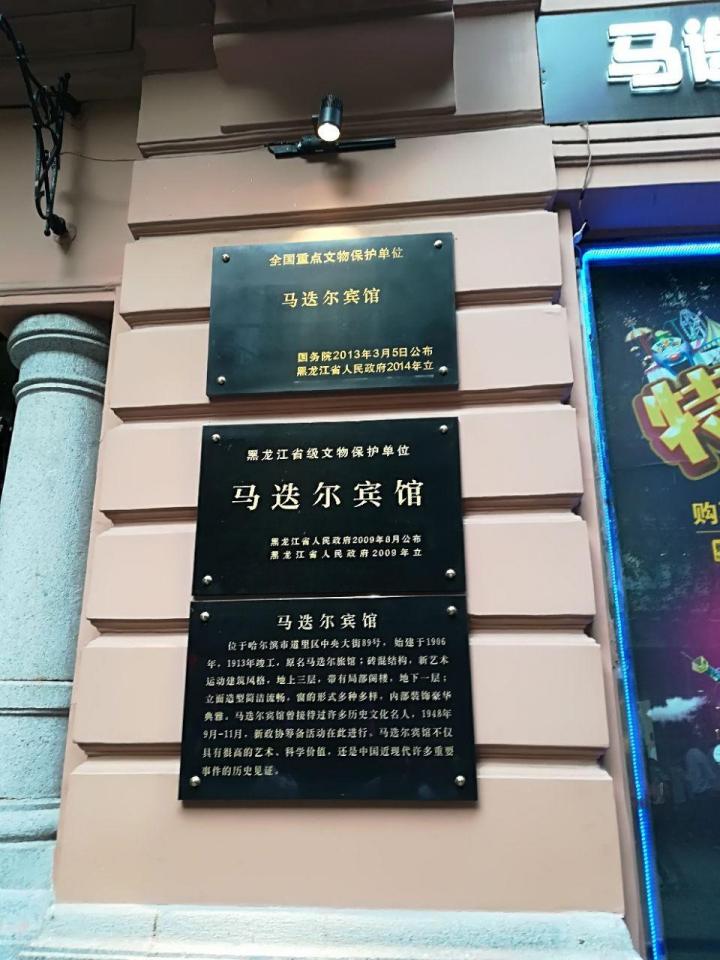 马迭
全国重点文物保护单位
马迭尔宾馆
国务院2013年3月5日公布
黑龙江省人民政府2014年立
黑龙江省级文物保护单位
马迭尔宾馆
黑龙江省人民政府2009年8月公布
黑龙江省人民政府2009年立
马迭尔宾馆
位于哈尔滨市道里区中央大街89号，始建于1906
年，1913年竣工，原名马迭尔旅馆；砖混结构，新艺术
运动建筑风格，地上三层，带有局部阁楼，地下一层；
立面造型简洁流畅，窗的形式多种多样，内部装饰豪华
典雅。马迭尔宾馆曾接待过许多历史文化名人，1948年
9月-11月，新政协筹备活动在此进行。马迭尔宾馆不仅
具有很高的艺术、科学价值，还是中国近现代许多重要
事件的历史见证。
特
购